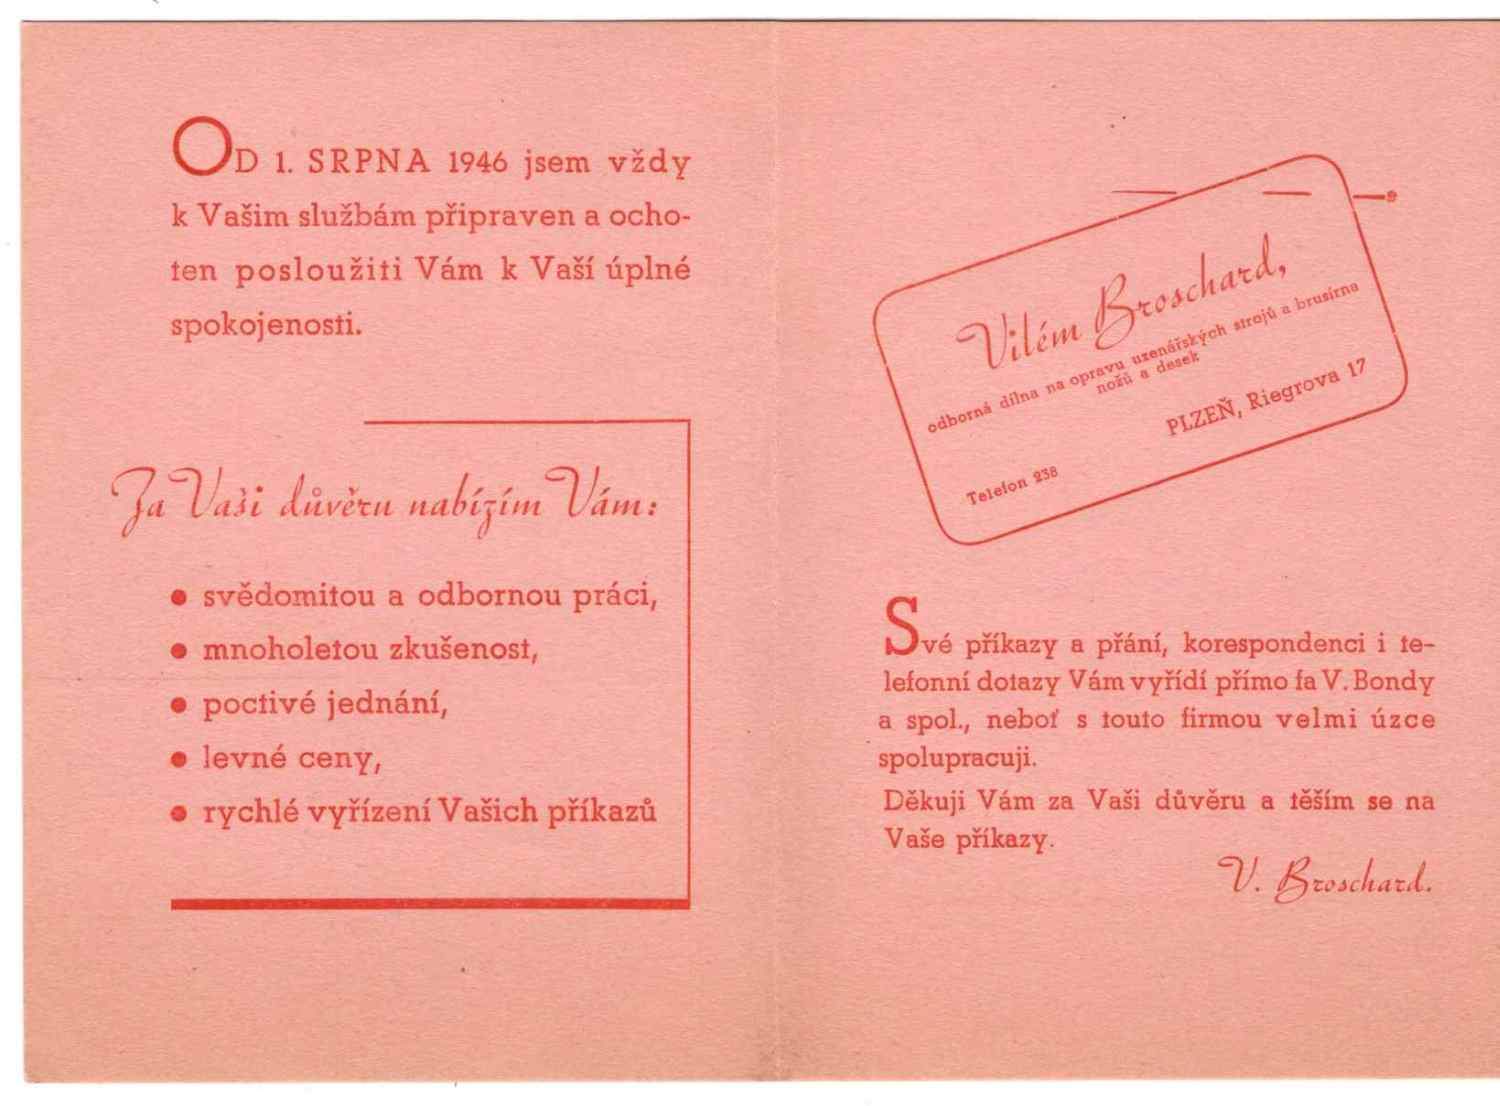 OD 1. SRPNA 1946 jsem vždy
k Vašim službám připraven a ocho-
ten posloužiti Vám k Vaší úplné
spokojenosti.
Za Vaši důvěru nabízím Vám:
• svědomitou a odbornou práci,
• mnoholetou zkušenost,
• poctivé jednání,
• levné ceny,
• rychlé vyřízení Vašich příkazů
Vilém Broschard,
odborná dílna na opravu uzenářských strojů a brusírna
nožů a desek
PLZEŇ, Riegrova 17
Telefon 238
Své příkazy a přání, korespondenci i te-
lefonní dotazy Vám vyřídí přímo fa V. Bondy
a spol., neboť s touto firmou velmi úzce
spolupracuji.
Děkuji Vám za Vaši důvěru a těším se na
Vaše příkazy.
V. Broschard.